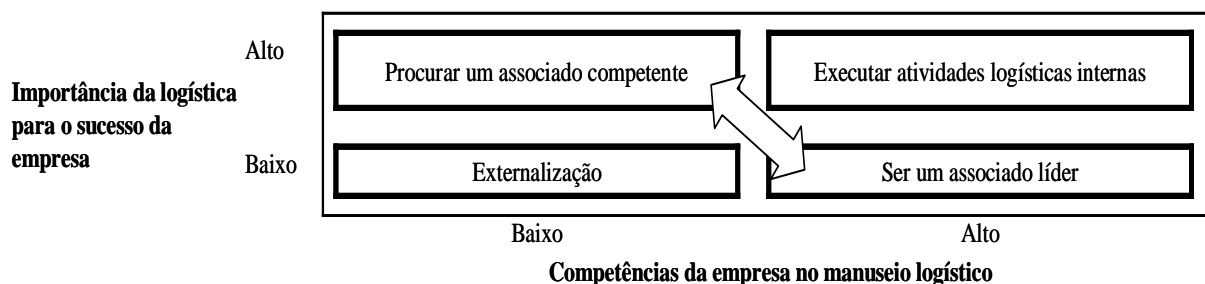 Alto
Procurar um associado competente
Executar atividades logísticas internas
Importância da logística
para o sucesso da
empresa
Baixo
Externalização
Ser um associado líder
Baixo
Alto
Competências da empresa no manuseio logístico